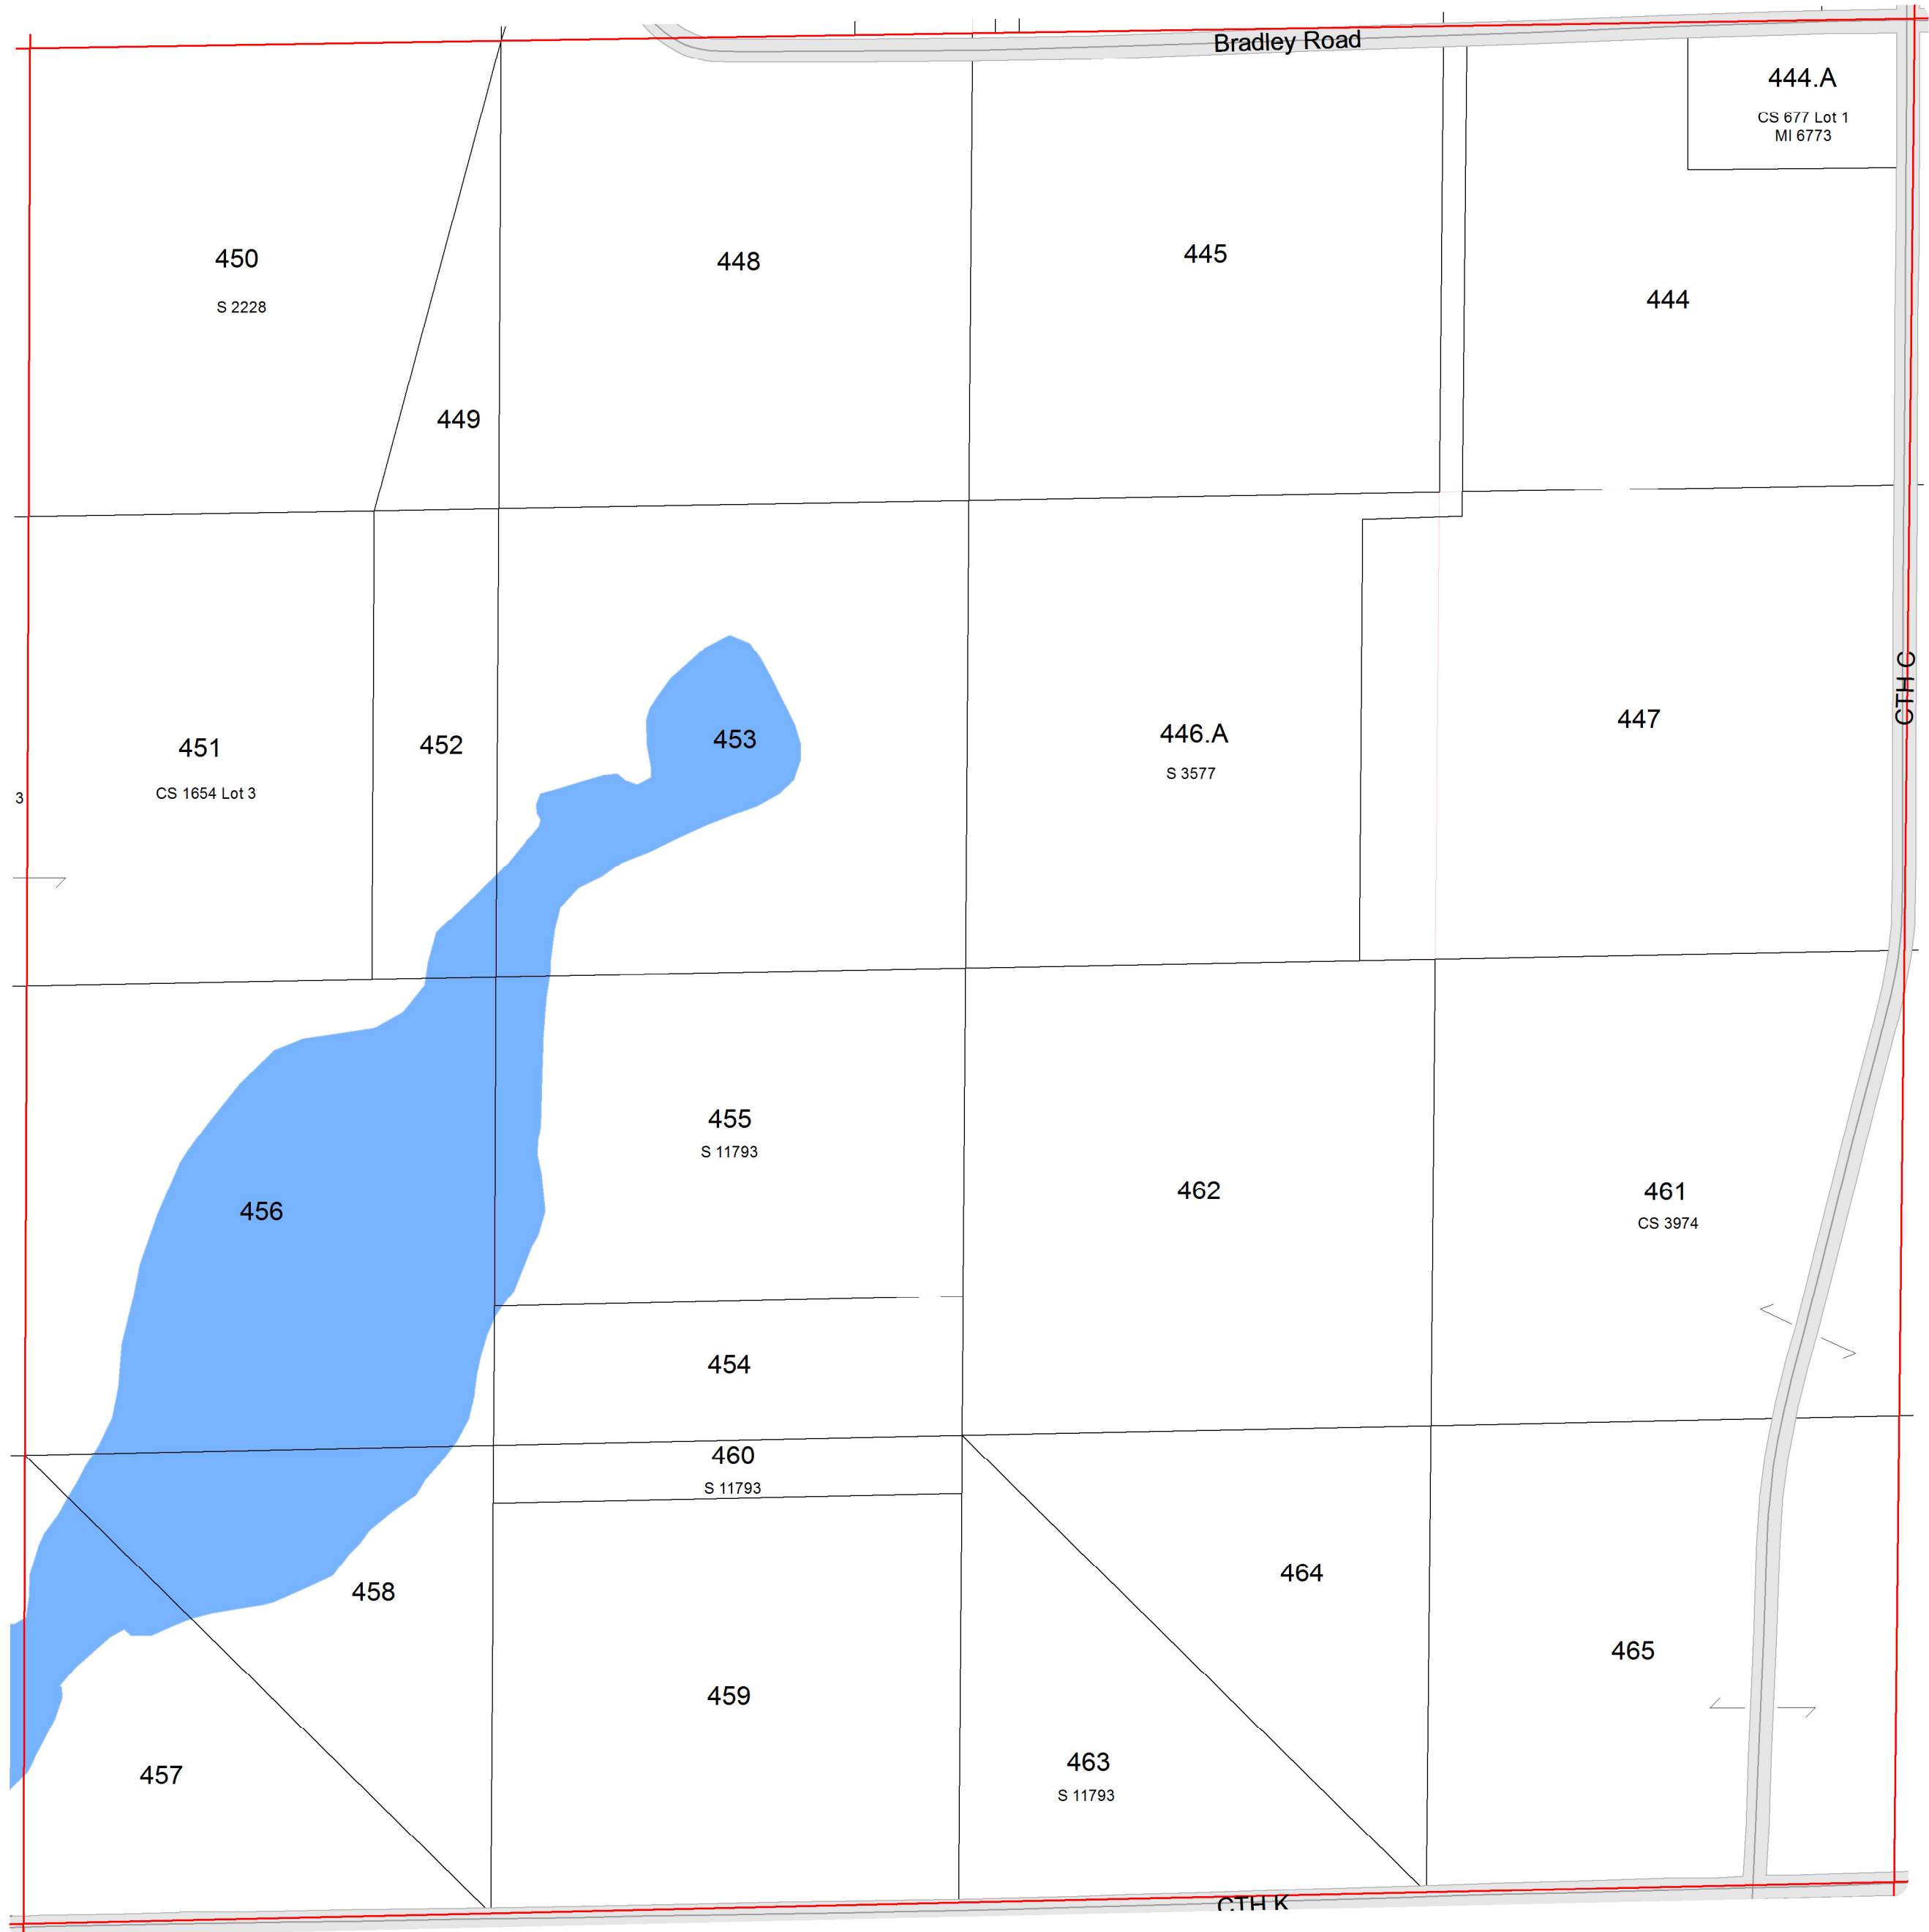 Bradley Road
444.A
CS 677 Lot 1
MI 6773
450
S 2228
448
445
444
449
451
CS 1654 Lot 3
452
453
446.A
S 3577
447
CTH C
3
456
455
S 11793
462
461
CS 3974
454
460
S 11793
458
464
465
459
457
463
S 11793
CTH K